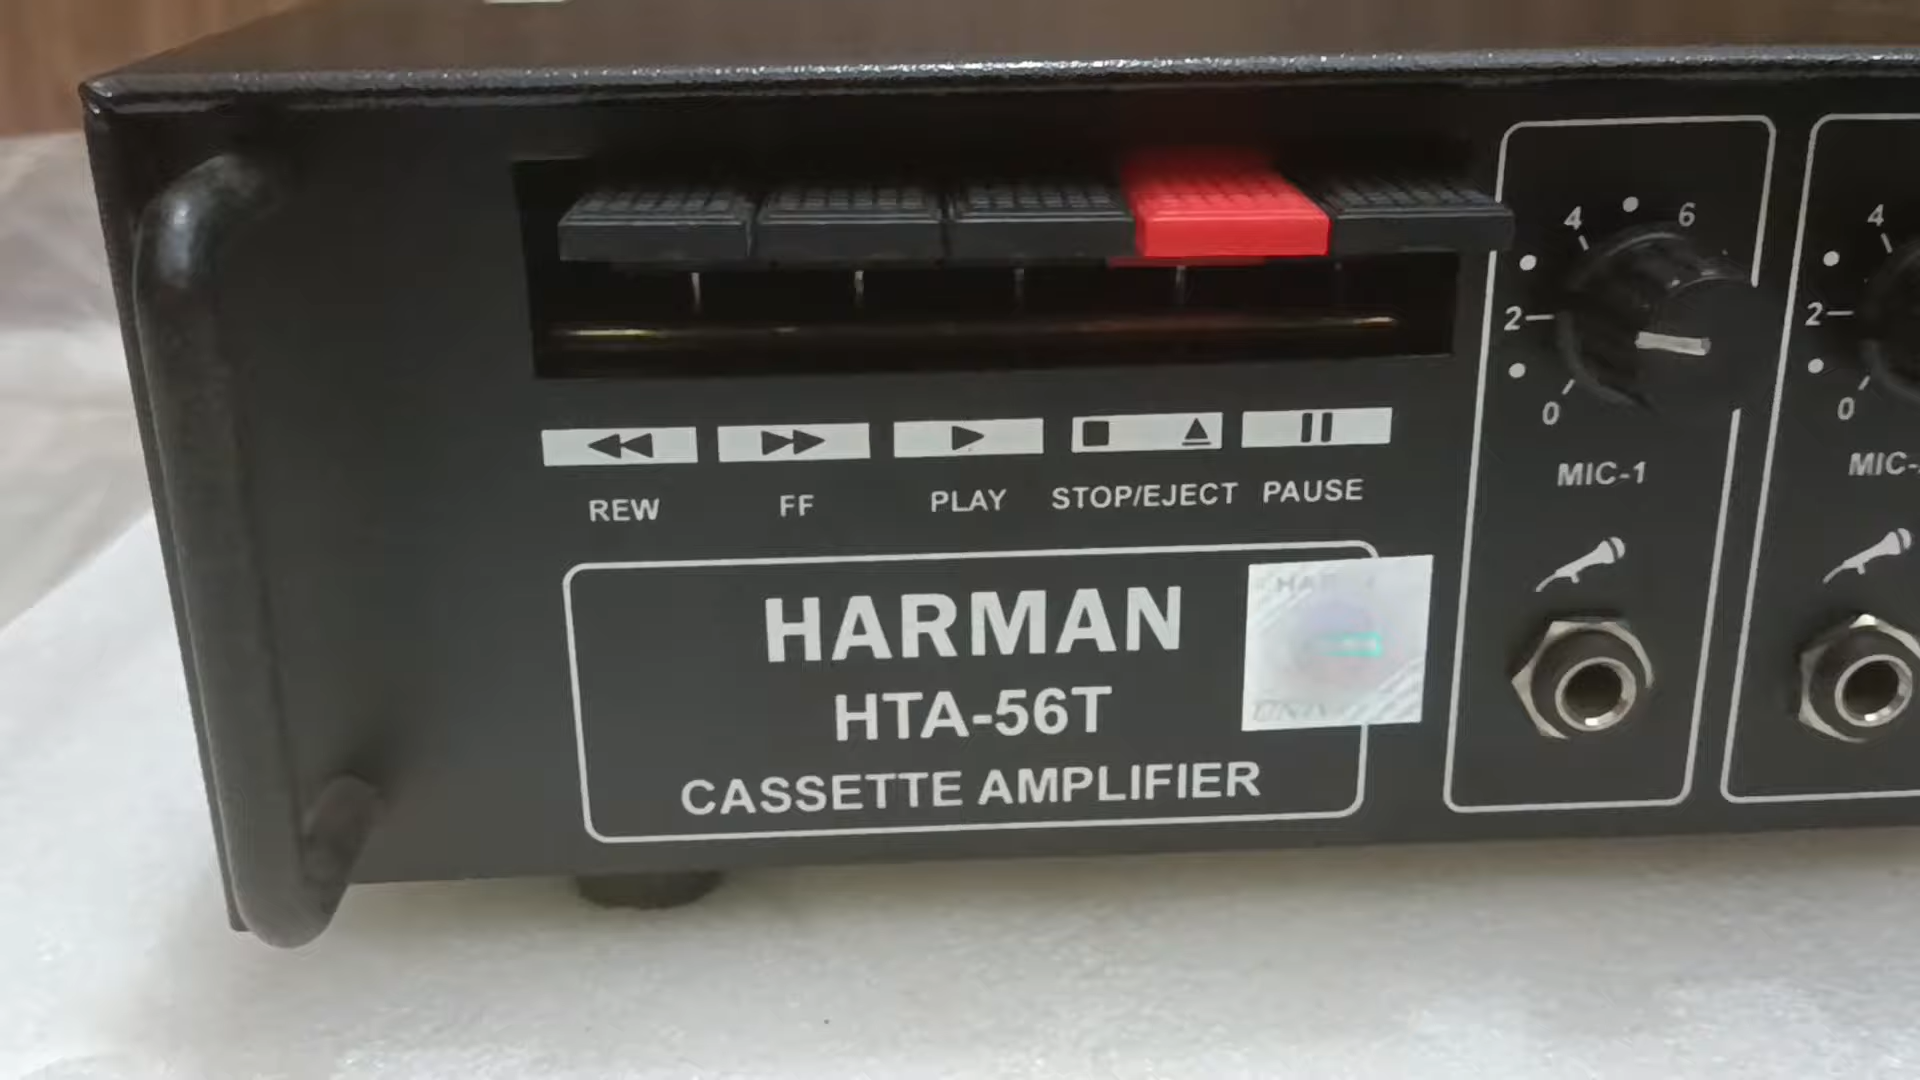 REW FF PLAY STOP/EJECT PAUSE
HARMAN
HTA-56T
CASSETTE AMPLIFIER
0 2 4 6
MIC-1
0 2 4